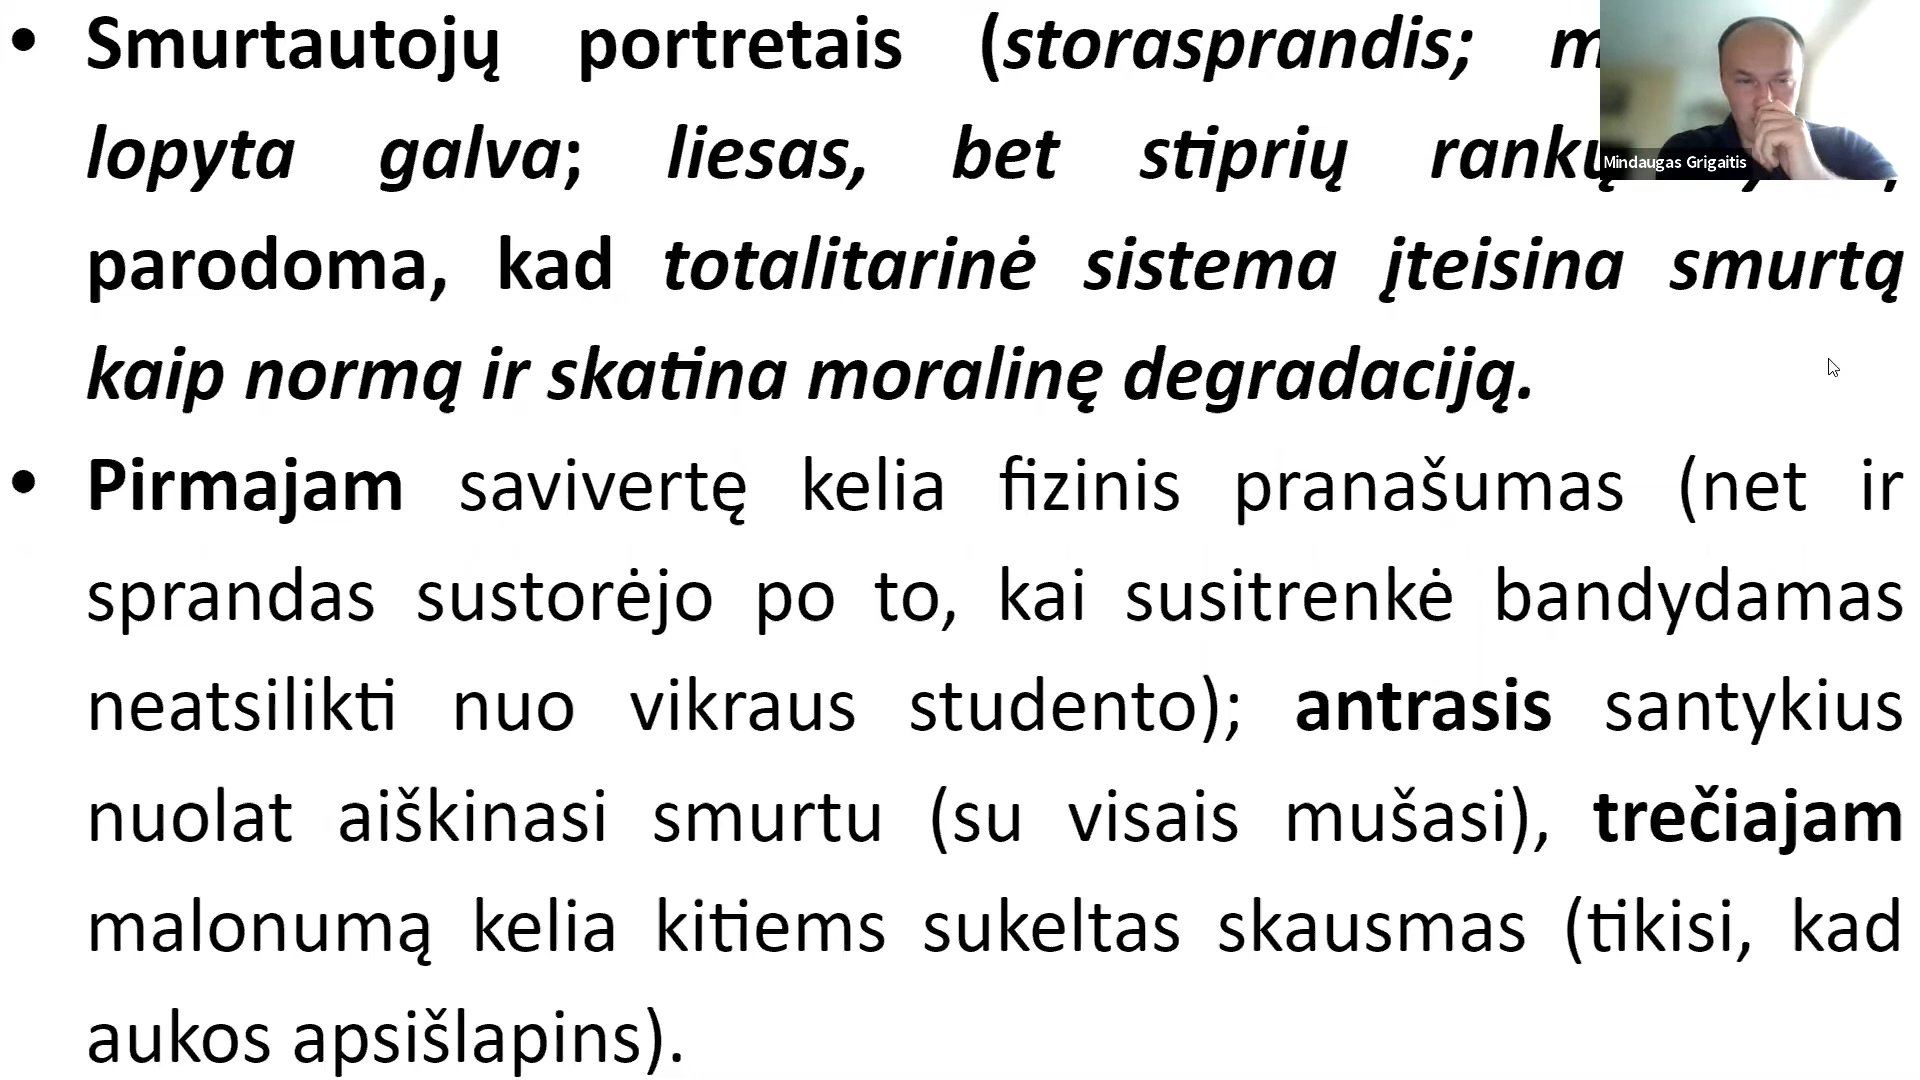 • Smurtautojų portretais (storasprandis;
lopyta galva; liesas, bet stiprių
parodoma, kad totalitarinė sistema įteisina smurtą
kaip normą ir skatina moralinę degradaciją.
• Pirmajam savivertę kelia fizinis pranašumas (net ir
sprandas sustorėjo po to, kai susitrenkė bandydamas
neatsilikti nuo vikraus studento); antrasis santykius
nuolat aiškinasi smurtu (su visais mušasi), trečiajam
malonumą kelia kitiems sukeltas skausmas (tikisi, kad
aukos apsišlapins).
Mindaugas Grigaitis